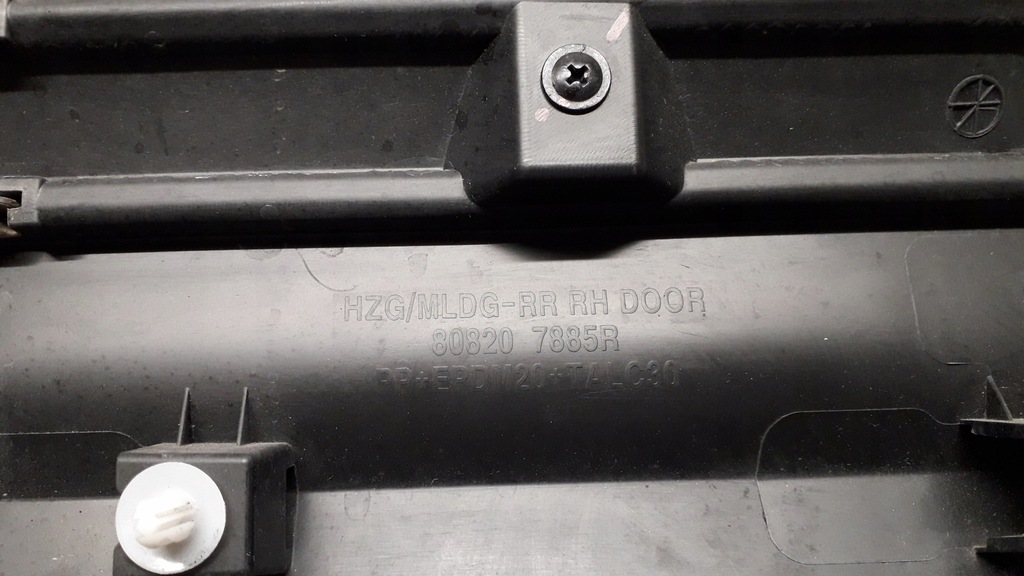 HZG/MLDG-RR RH DOOR
80820 7885R
PP+EPDM20+TALC30